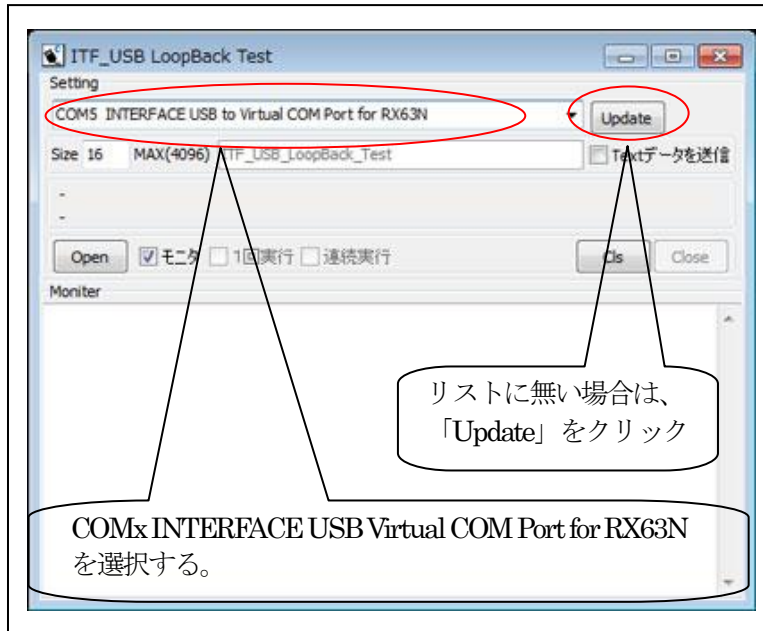 ITF_USB LoopBack Test
Setting
COM5 INTERFACE USB to Virtual COM Port for RX63N
Update
Size 16 MAX(4096) ITF_USB_LoopBack_Test Textデータを送信
-
-
Open モニタ 1回実行 連続実行 Cls Close
Moniter
リストに無い場合は、
「Update」をクリック
COMx INTERFACE USB Virtual COM Port for RX63N
を選択する。